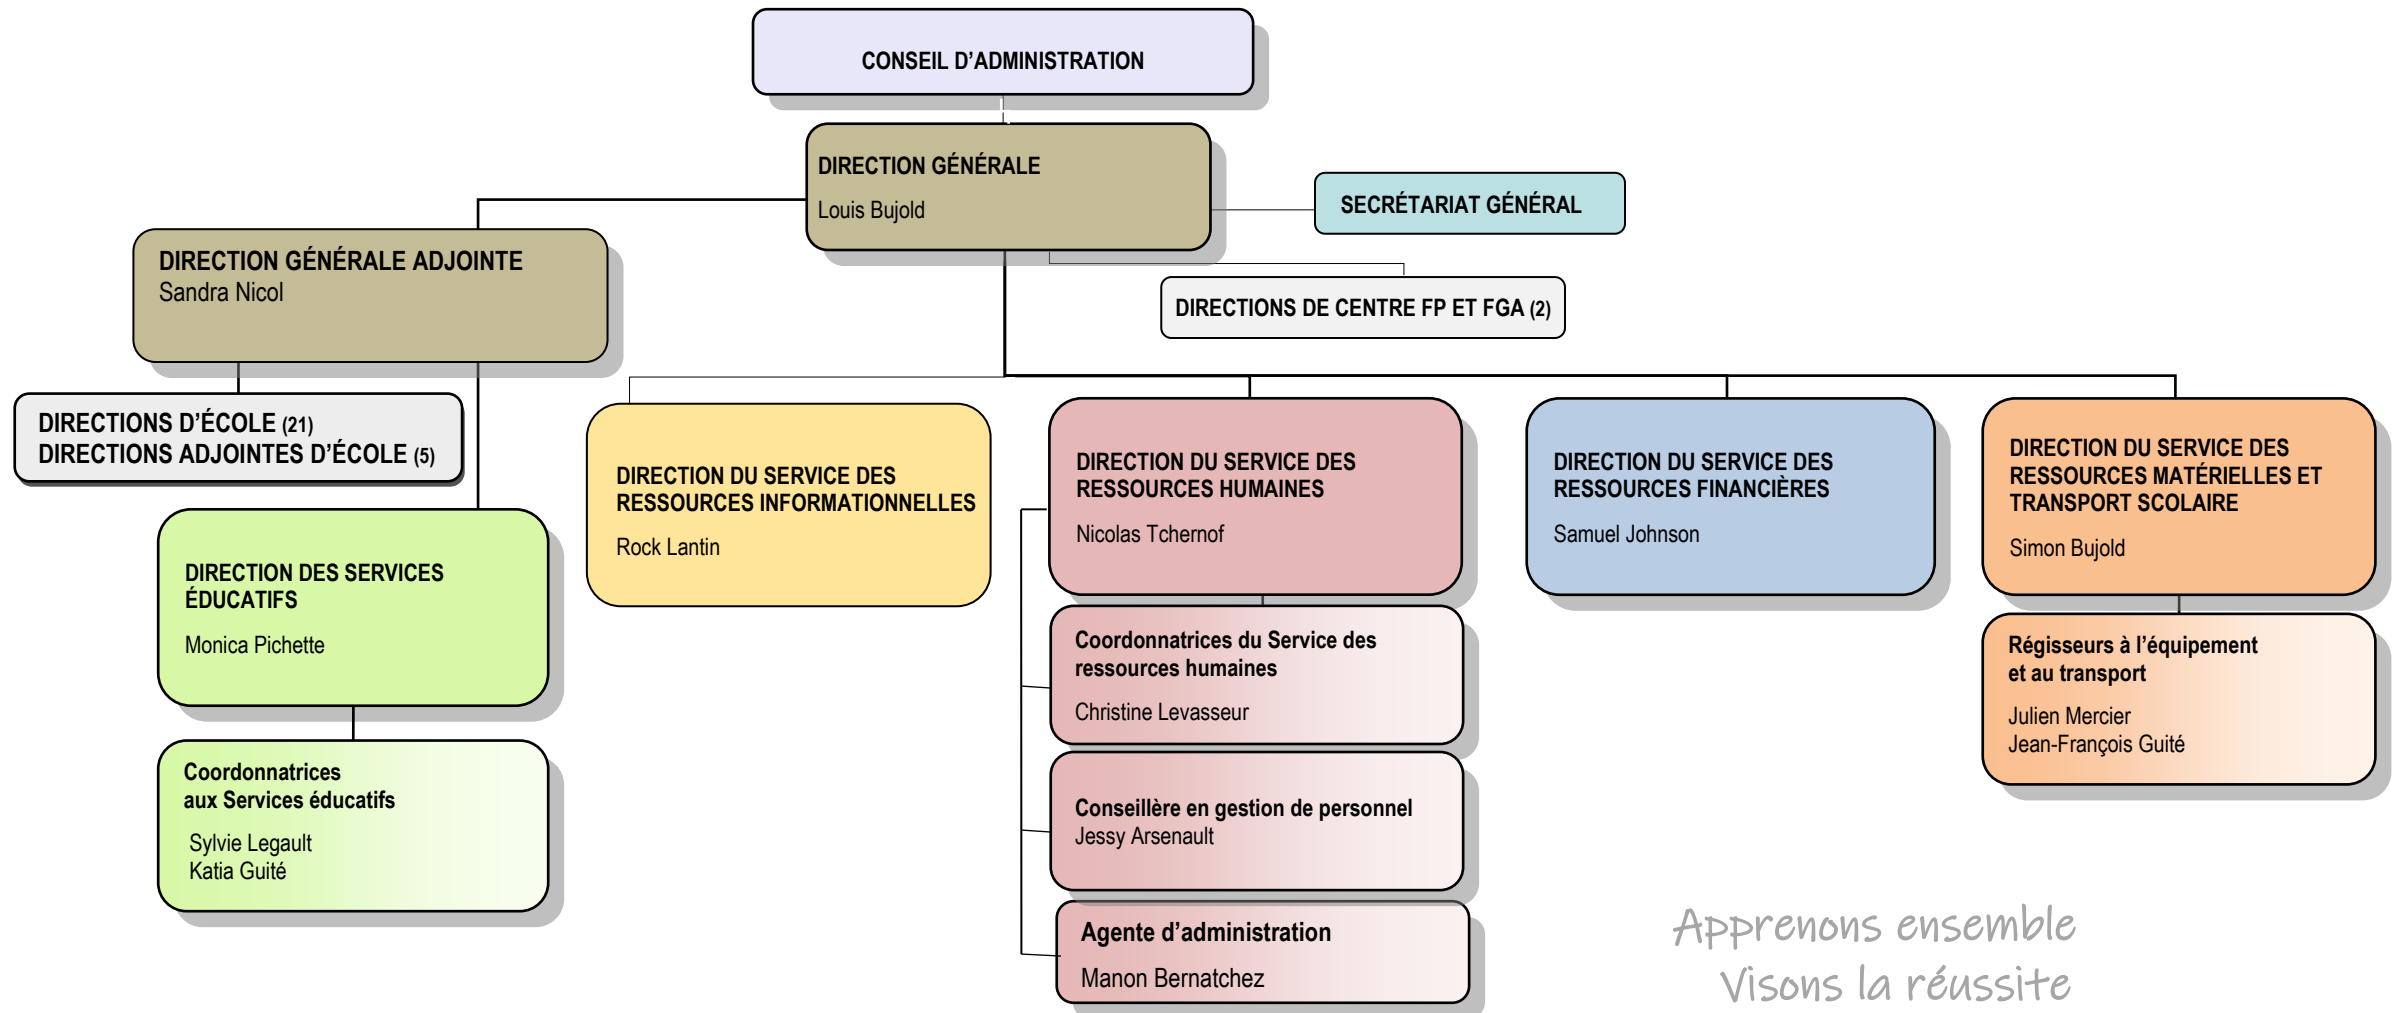 CONSEIL D’ADMINISTRATION
DIRECTION GÉNÉRALE
Louis Bujold
SECRÉTARIAT GÉNÉRAL
DIRECTION GÉNÉRALE ADJOINTE
Sandra Nicol
DIRECTIONS DE CENTRE FP ET FGA (2)
DIRECTIONS D’ÉCOLE (21)
DIRECTIONS ADJOINTES D’ÉCOLE (5)
DIRECTION DES SERVICES
ÉDUCATIFS
Monica Pichette
Coordonnatrices
aux Services éducatifs
Sylvie Legault
Katia Guité
DIRECTION DU SERVICE DES
RESSOURCES INFORMATIONNELLES
Rock Lantin
DIRECTION DU SERVICE DES
RESSOURCES HUMAINES
Nicolas Tchernof
Coordonnatrices du Service des
ressources humaines
Christine Levasseur
Conseillère en gestion de personnel
Jessy Arsenault
Agente d’administration
Manon Bernatchez
DIRECTION DU SERVICE DES
RESSOURCES FINANCIÈRES
Samuel Johnson
DIRECTION DU SERVICE DES
RESSOURCES MATÉRIELLES ET
TRANSPORT SCOLAIRE
Simon Bujold
Régisseurs à l’équipement
et au transport
Julien Mercier
Jean-François Guité
Apprenons ensemble
Visons la réussite